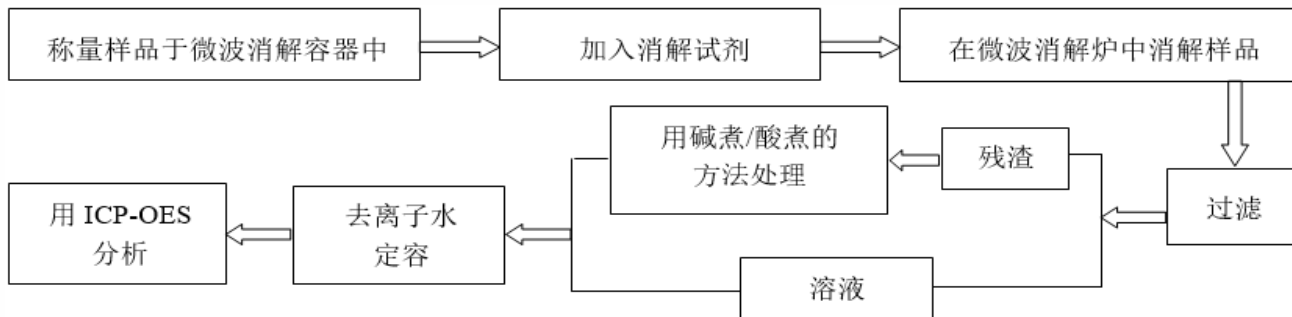 称量样品于微波消解容器中
加入消解试剂
在微波消解炉中消解样品
过滤
残渣
用碱煮/酸煮的
方法处理
溶液
去离子水
定容
用 ICP-OES
分析